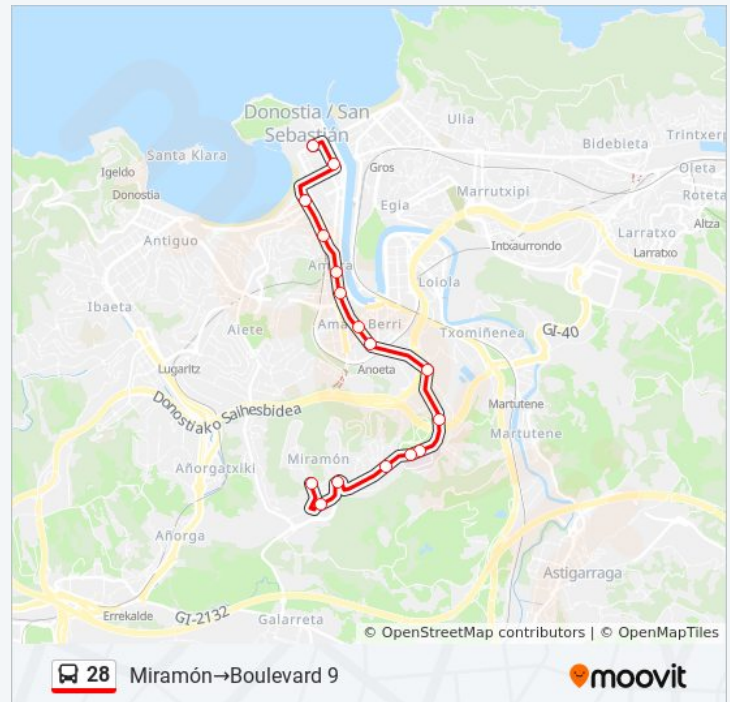 Donostia / San
Sebastián
Ulia
Bidebieta
Trintxerp
Santa Klara
Gros
Oleta
Igeldo
Marrutxipi
Roteta
Donostia
Egia
Altza
Antiguo
Intxaurrondo
Larratxo
Larratxo
Amara
Loiola
Ibaeta
Aiete
Amara Berri
Txomiñenea
GI-40
Lugaritz
Anoeta
Donostiako Saihesbidea
Martutene
Martutene
Miramón
Añorgatxiki
Añorga
Astigarraga
Errekalde
GI-2132
Galarreta
© OpenStreetMap contributors | © OpenMapTiles
28 Miramón→Boulevard 9
moovit